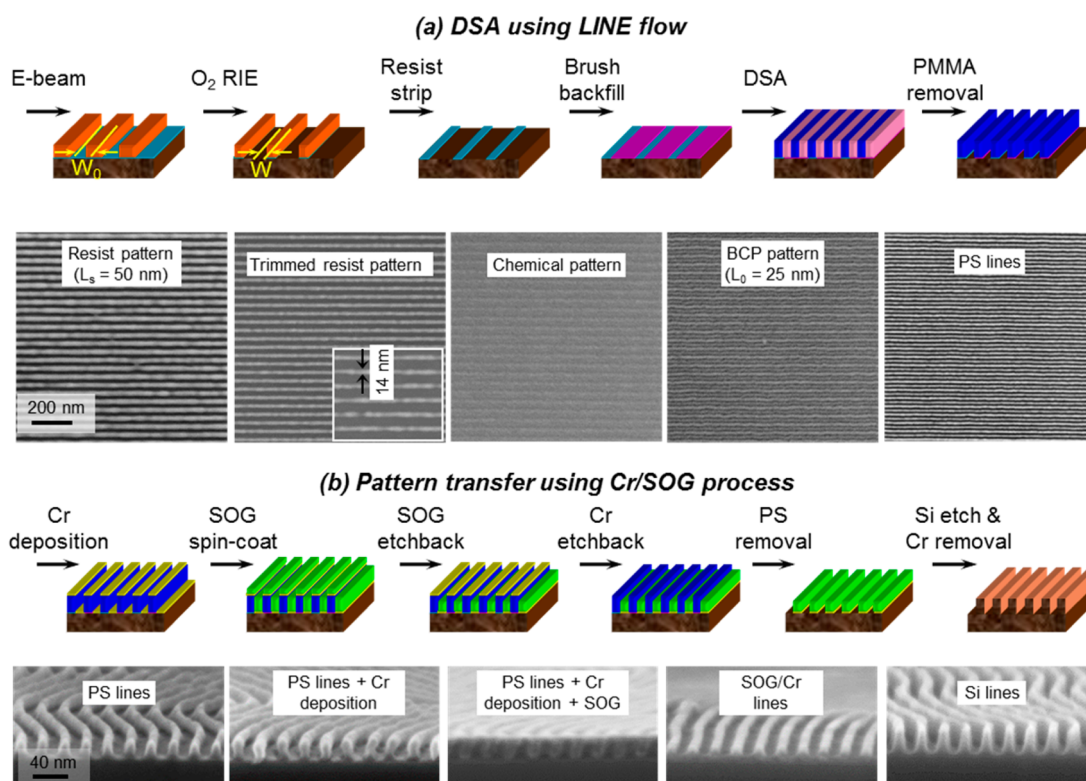 (a) DSA using LINE flow
E-beam
O₂ RIE
Resist
strip
Brush
backfill
DSA
PMMA
removal
W₀
W
Resist pattern
(Lₛ = 50 nm)
Trimmed resist pattern
Chemical pattern
BCP pattern
(L₀ = 25 nm)
PS lines
14 nm
200 nm
(b) Pattern transfer using Cr/SOG process
Cr
deposition
SOG
spin-coat
SOG
etchback
Cr
etchback
PS
removal
Si etch &
Cr removal
PS lines
PS lines + Cr
deposition
PS lines + Cr
deposition + SOG
SOG/Cr
lines
Si lines
40 nm